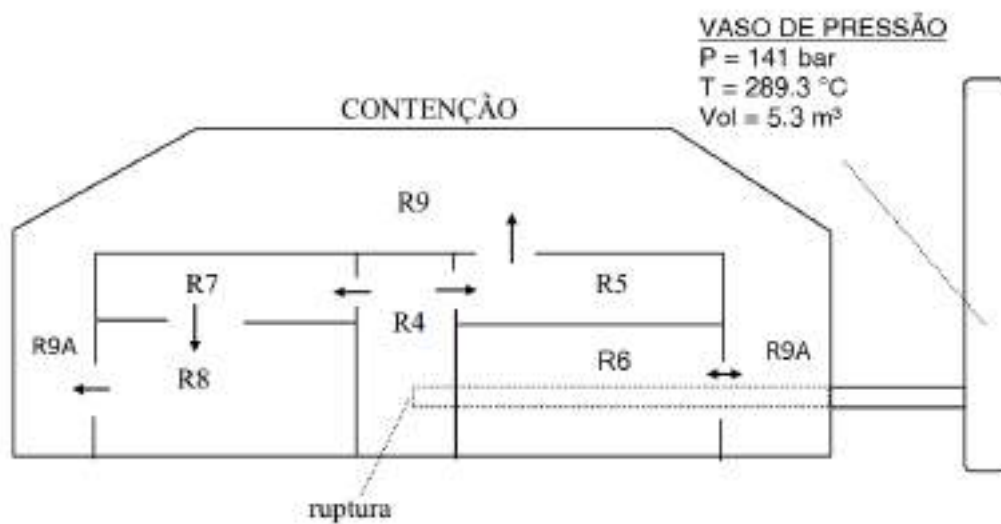 VASO DE PRESSÃO
P = 141 bar
T = 289.3 °C
Vol = 5.3 m³
CONTENÇÃO
R9
R7
R5
R4
R9A
R8
R6
R9A
ruptura